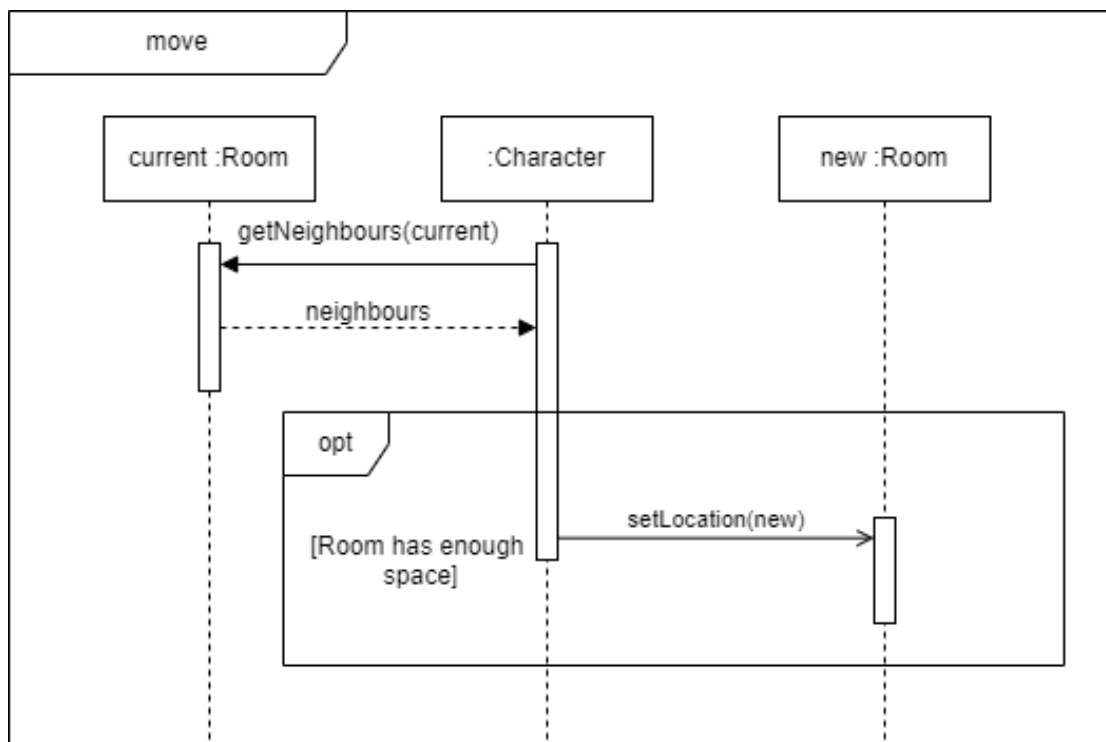 move
current :Room
:Character
new :Room
getNeighbours(current)
neighbours
opt
setLocation(new)
[Room has enough
space]